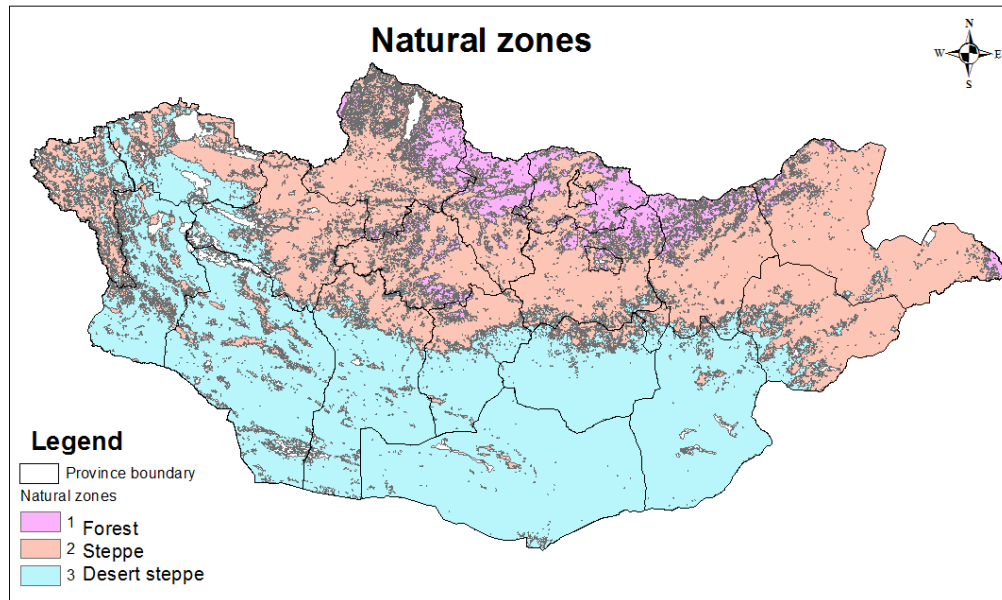 Natural zones
N
W E
S
Legend
Province boundary
Natural zones
1 Forest
2 Steppe
3 Desert steppe